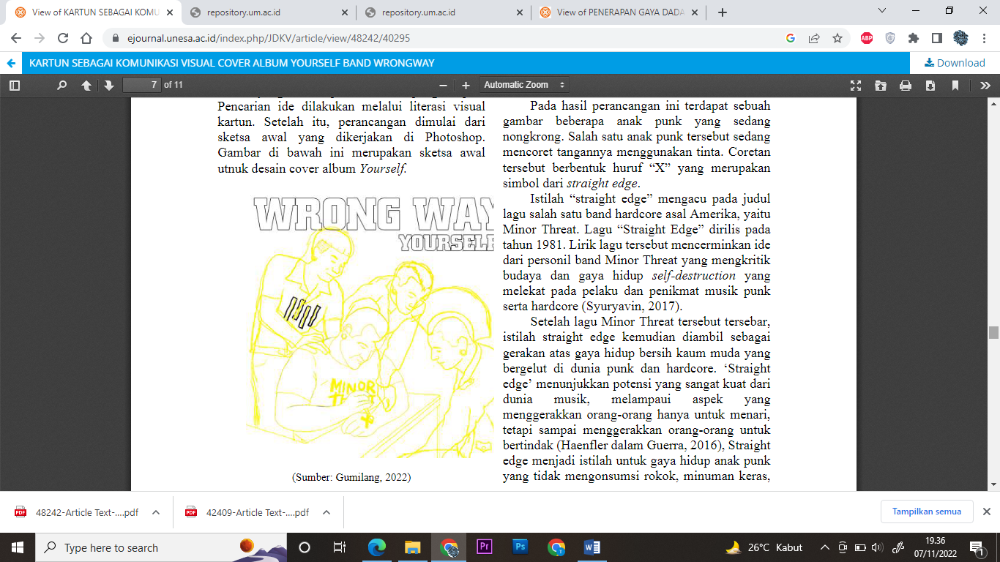 View of KARTUN SEBAGAI KOMU
repository.um.ac.id
repository.um.ac.id
View of PENERAPAN GAYA DADA
ejournal.unesa.ac.id/index.php/JDKV/article/view/48242/40295
ABP
KARTUN SEBAGAI KOMUNIKASI VISUAL COVER ALBUM YOURSELF BAND WRONGWAY
Download
7 of 11
Automatic Zoom
Pencarian ide dilakukan melalui literasi visual
kartun. Setelah itu, perancangan dimulai dari
sketsa awal yang dikerjakan di Photoshop.
Gambar di bawah ini merupakan sketsa awal
utnuk desain cover album Yourself.
WRONG WAY
YOURSELF
MINOR
(Sumber: Gumilang, 2022)
Pada hasil perancangan ini terdapat sebuah
gambar beberapa anak punk yang sedang
nongkrong. Salah satu anak punk tersebut sedang
mencoret tangannya menggunakan tinta. Coretan
tersebut berbentuk huruf “X” yang merupakan
simbol dari straight edge.
Istilah “straight edge” mengacu pada judul
lagu salah satu band hardcore asal Amerika, yaitu
Minor Threat. Lagu “Straight Edge” dirilis pada
tahun 1981. Lirik lagu tersebut mencerminkan ide
dari personil band Minor Threat yang mengkritik
budaya dan gaya hidup self-destruction yang
melekat pada pelaku dan penikmat musik punk
serta hardcore (Syuryavin, 2017).
Setelah lagu Minor Threat tersebut tersebar,
istilah straight edge kemudian diambil sebagai
gerakan atas gaya hidup bersih kaum muda yang
bergelut di dunia punk dan hardcore. ‘Straight
edge’ menunjukkan potensi yang sangat kuat dari
dunia musik, melampaui aspek yang
menggerakkan orang-orang hanya untuk menari,
tetapi sampai menggerakkan orang-orang untuk
bertindak (Haenfler dalam Guerra, 2016), Straight
edge menjadi istilah untuk gaya hidup anak punk
yang tidak mengonsumsi rokok, minuman keras,
48242-Article Text-....pdf
42409-Article Text-....pdf
Tampilkan semua
Type here to search
Pr
Ps
26°C Kabut
19.36
07/11/2022
1